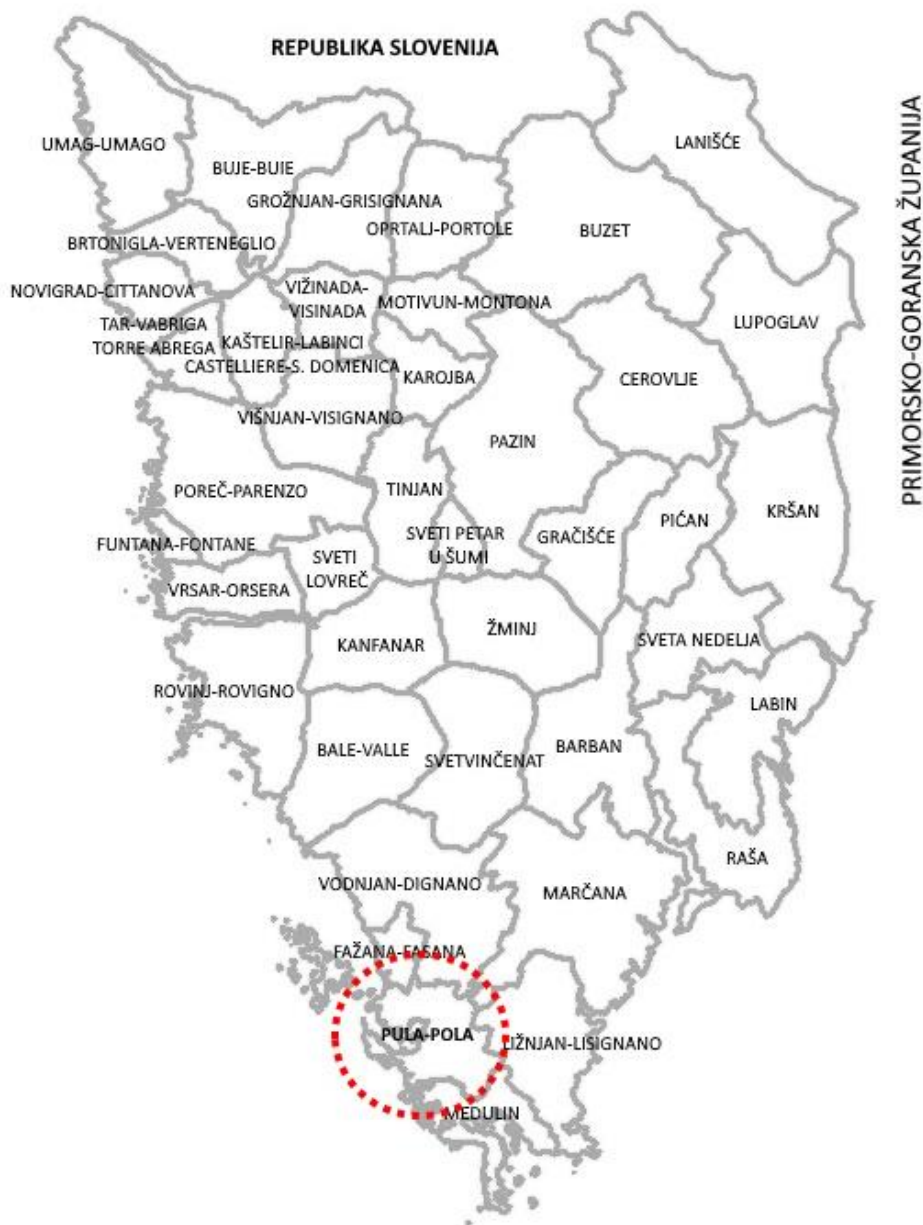 REPUBLIKA SLOVENIJA
PRIMORSKO-GORANSKA ŽUPANIJA
LANIŠĆE
UMAG-UMAGO
BUJE-BUIE
GROŽNJAN-GRISIGNANA
OPRTALJ-PORTOLE
BUZET
BRTONIGLA-VERTENEGLIO
NOVIGRAD-CITTANOVA
VIŽINADA-
VISINADA
MOTIVUN-MONTONA
LUPOGLAV
TAR-VABRIGA
TORRE ABREGA
KAŠTELIR-LABINCI
CASTELLIERE-S. DOMENICA
KAROJBA
CEROVLJE
VIŠNJAN-VISIGNANO
PAZIN
POREČ-PARENZO
TINJAN
KRŠAN
PIĆAN
GRAČIŠĆE
SVETI PETAR
U ŠUMI
FUNTANA-FONTANE
SVETI
LOVREČ
VRSAR-ORSERA
KANFANAR
ŽMINJ
SVETA NEDELJA
ROVINJ-ROVIGNO
LABIN
BALE-VALLE
SVETVINČENAT
BARBAN
RAŠA
VODNJAN-DIGNANO
MARČANA
FAŽANA-FASANA
PULA-POLA
LIŽNJAN-LISIGNANO
MEDULIN